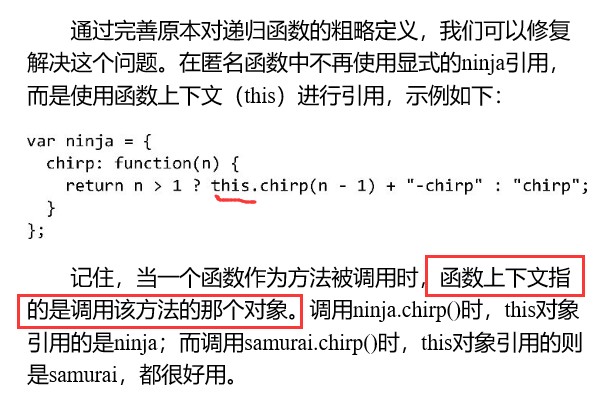 通过完善原本对递归函数的粗略定义，我们可以修复
解决这个问题。在匿名函数中不再使用显式的ninja引用，
而是使用函数上下文（this）进行引用，示例如下：
var ninja = {
  chirp: function(n) {
    return n > 1 ? this.chirp(n - 1) + "-chirp" : "chirp";
  }
};
记住，当一个函数作为方法被调用时，函数上下文指
的是调用该方法的那个对象。调用ninja.chirp()时，this对象
引用的是ninja；而调用samurai.chirp()时，this对象引用的则
是samurai，都很好用。